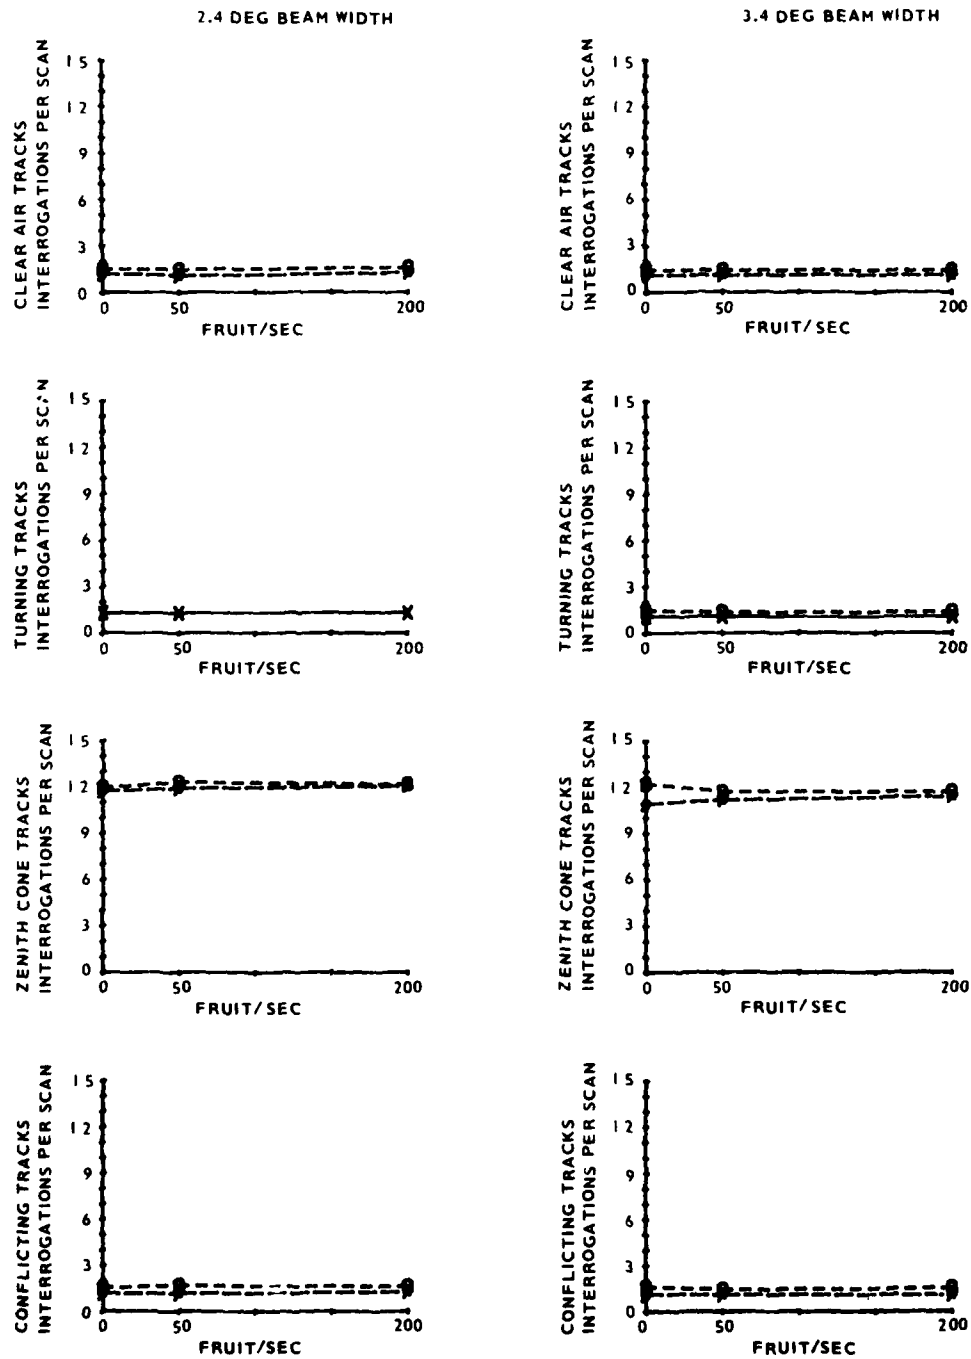 2.4 DEG BEAM WIDTH
3.4 DEG BEAM WIDTH
CLEAR AIR TRACKS
INTERROGATIONS PER SCAN
15
12
9
6
3
0
0 50 200
FRUIT/SEC
CLEAR AIR TRACKS
INTERROGATIONS PER SCAN
15
12
9
6
3
0
0 50 200
FRUIT/SEC
TURNING TRACKS
INTERROGATIONS PER SCAN
15
12
9
6
3
0
0 50 200
FRUIT/SEC
TURNING TRACKS
INTERROGATIONS PER SCAN
15
12
9
6
3
0
0 50 200
FRUIT/SEC
ZENITH CONE TRACKS
INTERROGATIONS PER SCAN
15
12
9
6
3
0
0 50 200
FRUIT/SEC
ZENITH CONE TRACKS
INTERROGATIONS PER SCAN
15
12
9
6
3
0
0 50 200
FRUIT/SEC
CONFLICTING TRACKS
INTERROGATIONS PER SCAN
15
12
9
6
3
0
0 50 200
FRUIT/SEC
CONFLICTING TRACKS
INTERROGATIONS PER SCAN
15
12
9
6
3
0
0 50 200
FRUIT/SEC